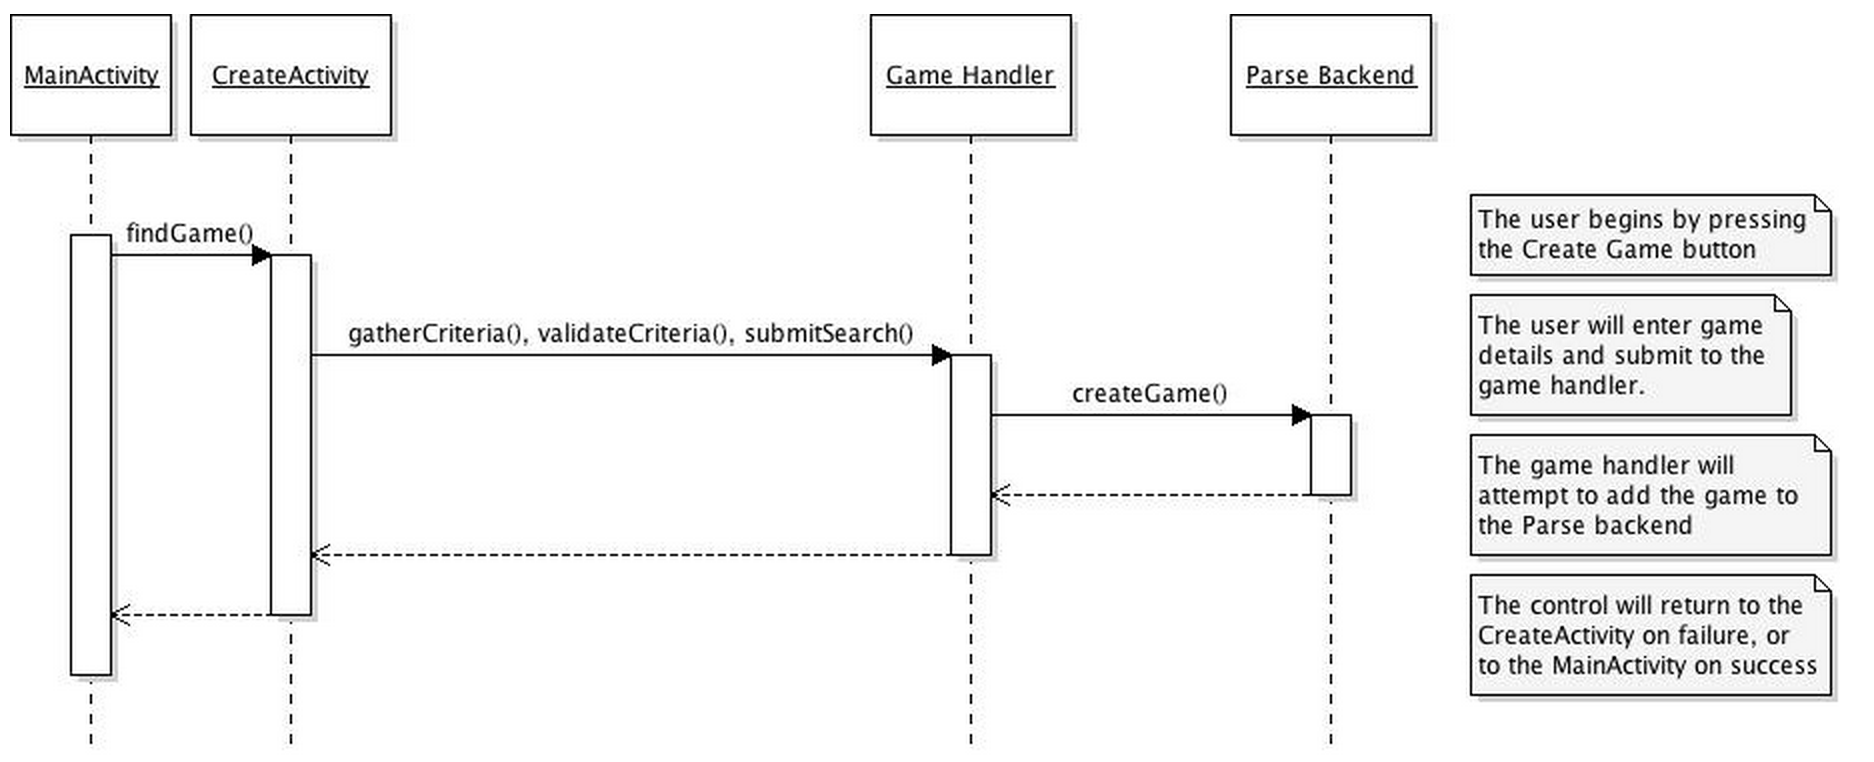 MainActivity
CreateActivity
Game Handler
Parse Backend
findGame()
gatherCriteria(), validateCriteria(), submitSearch()
createGame()
The user begins by pressing
the Create Game button
The user will enter game
details and submit to the
game handler.
The game handler will
attempt to add the game to
the Parse backend
The control will return to the
CreateActivity on failure, or
to the MainActivity on success